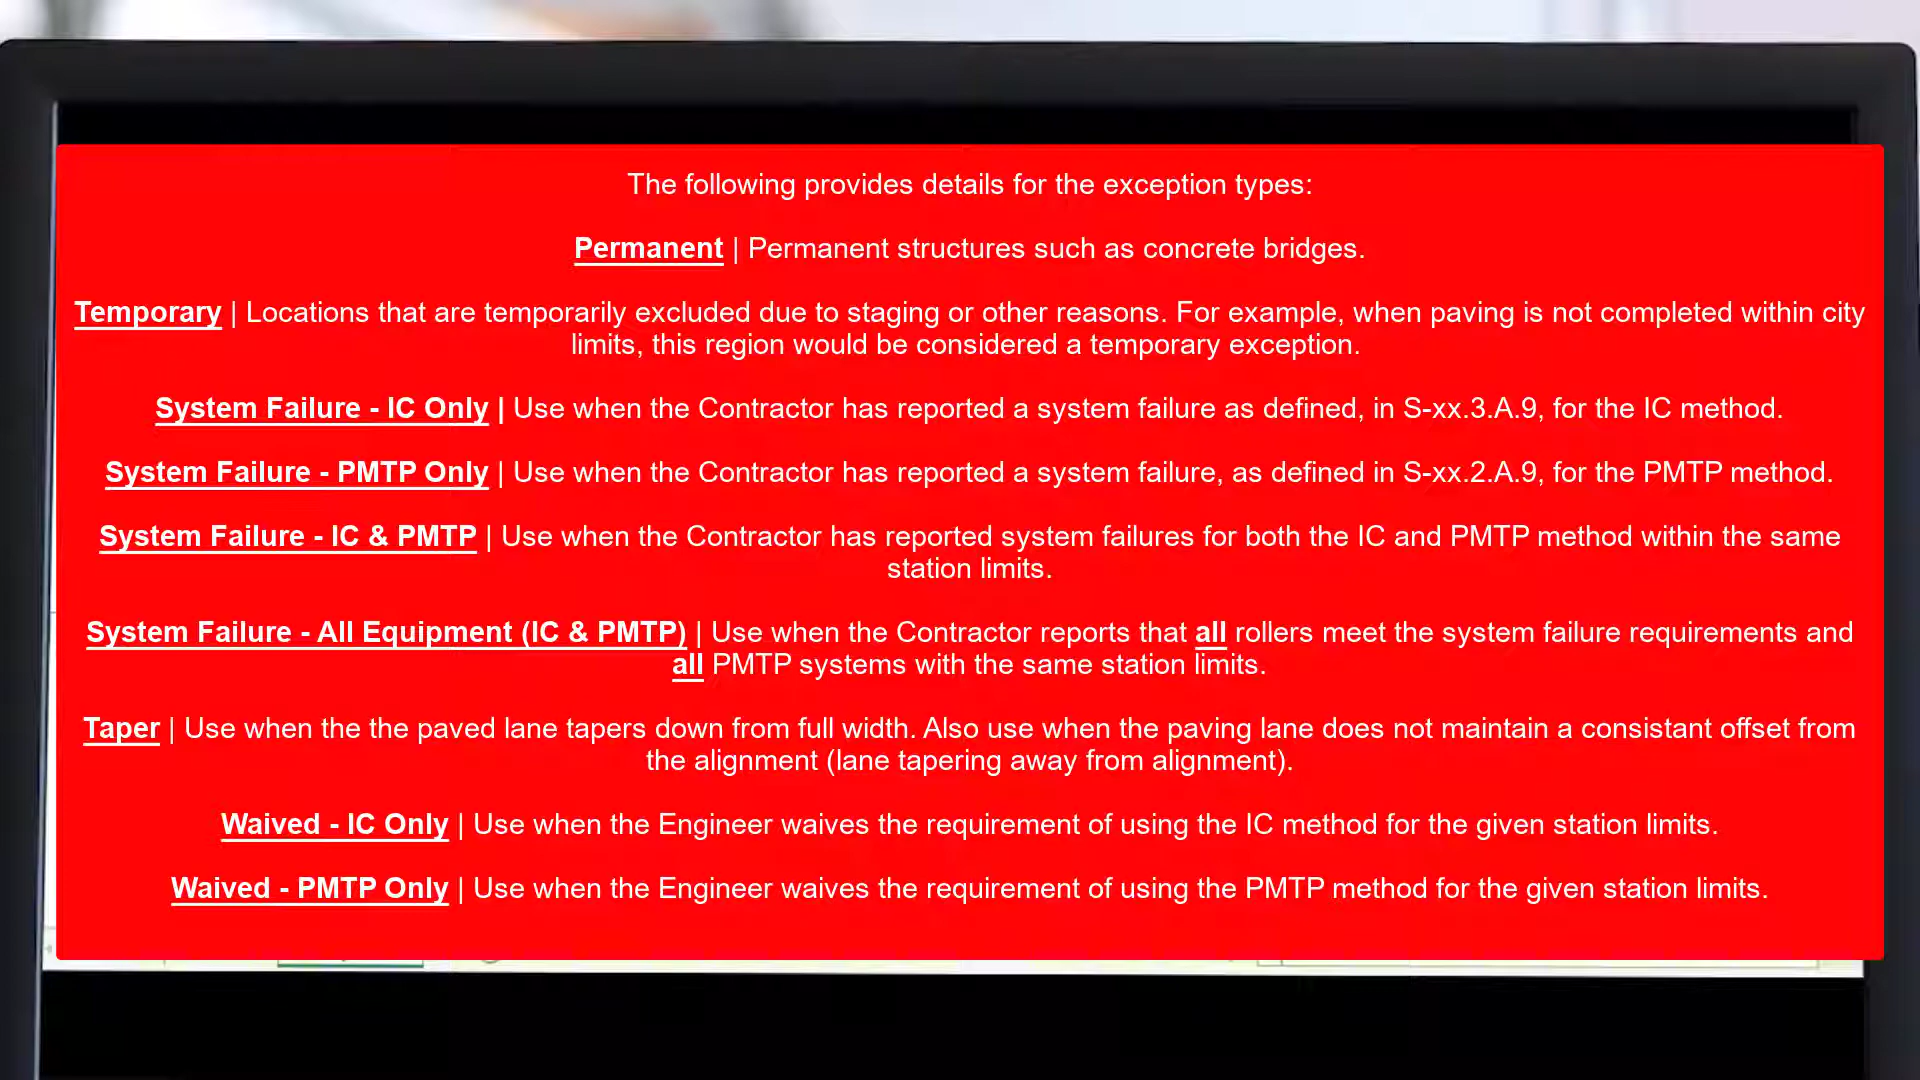 The following provides details for the exception types:
Permanent | Permanent structures such as concrete bridges.
Temporary | Locations that are temporarily excluded due to staging or other reasons. For example, when paving is not completed within city
limits, this region would be considered a temporary exception.
System Failure - IC Only | Use when the Contractor has reported a system failure as defined, in S-xx.3.A.9, for the IC method.
System Failure - PMTP Only | Use when the Contractor has reported a system failure, as defined in S-xx.2.A.9, for the PMTP method.
System Failure - IC & PMTP | Use when the Contractor has reported system failures for both the IC and PMTP method within the same
station limits.
System Failure - All Equipment (IC & PMTP) | Use when the Contractor reports that all rollers meet the system failure requirements and
all PMTP systems with the same station limits.
Taper | Use when the the paved lane tapers down from full width. Also use when the paving lane does not maintain a consistant offset from
the alignment (lane tapering away from alignment).
Waived - IC Only | Use when the Engineer waives the requirement of using the IC method for the given station limits.
Waived - PMTP Only | Use when the Engineer waives the requirement of using the PMTP method for the given station limits.